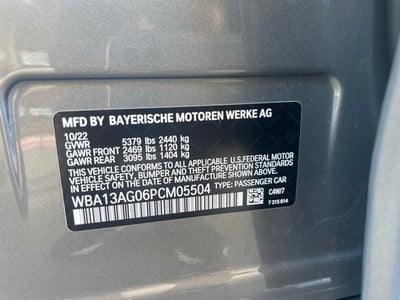 MFD BY BAYERISCHE MOTOREN WERKE AG
10/22
GVWR 5379 lbs 2440 kg
GAWR FRONT 2469 lbs 1120 kg
GAWR REAR 3095 lbs 1404 kg
THIS VEHICLE CONFORMS TO ALL APPLICABLE U.S.FEDERAL MOTOR
VEHICLE SAFETY, BUMPER, AND THEFT PREVENTION STANDARDS
IN EFFECT ON THE DATE OF MANUFACTURE SHOWN ABOVE.
WBA13AG06PCM05504 TYPE: PASSENGER CAR
C4W/7
7 315 814